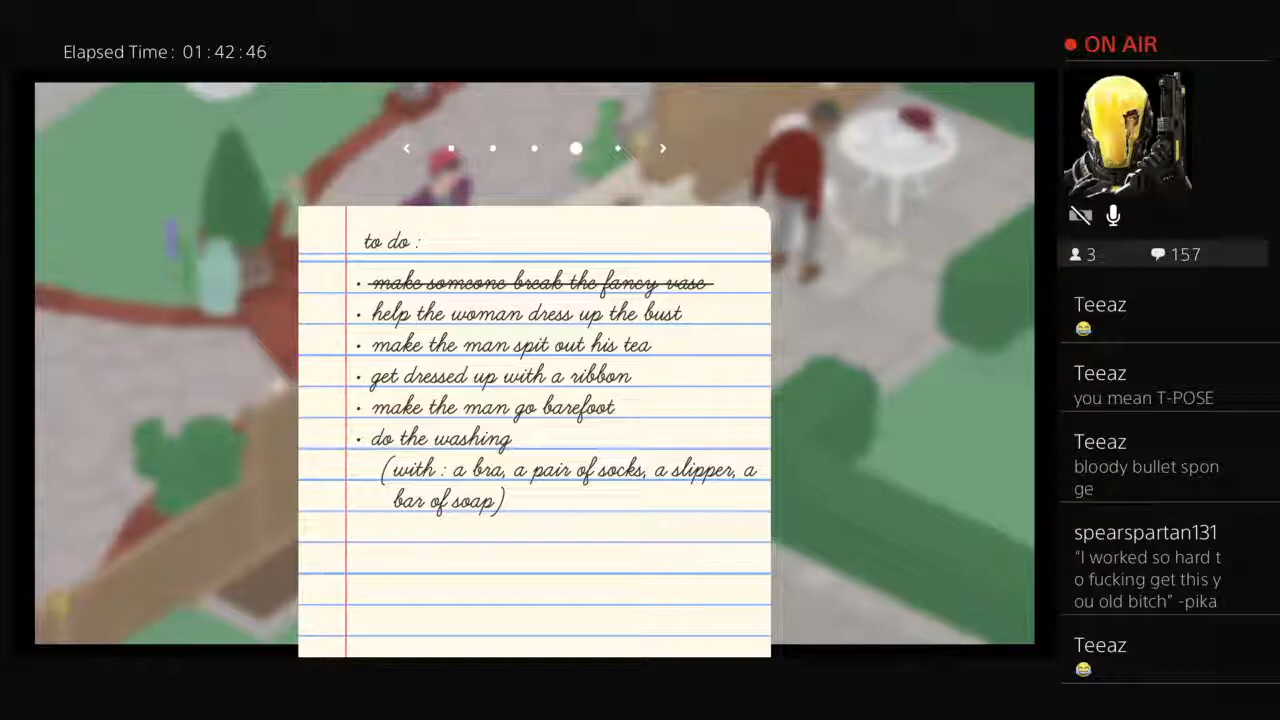 Elapsed Time: 01:42:46
ON AIR
3
157
to do :
• make someone break the fancy vase
• help the woman dress up the bust
• make the man spit out his tea
• get dressed up with a ribbon
• make the man go barefoot
• do the washing
(with : a bra, a pair of socks, a slipper, a
bar of soap)
Teeaz
😂
Teeaz
you mean T-POSE
Teeaz
bloody bullet spon
ge
spearspartan131
"I worked so hard t
o fucking get this y
ou old bitch" -pika
Teeaz
😂